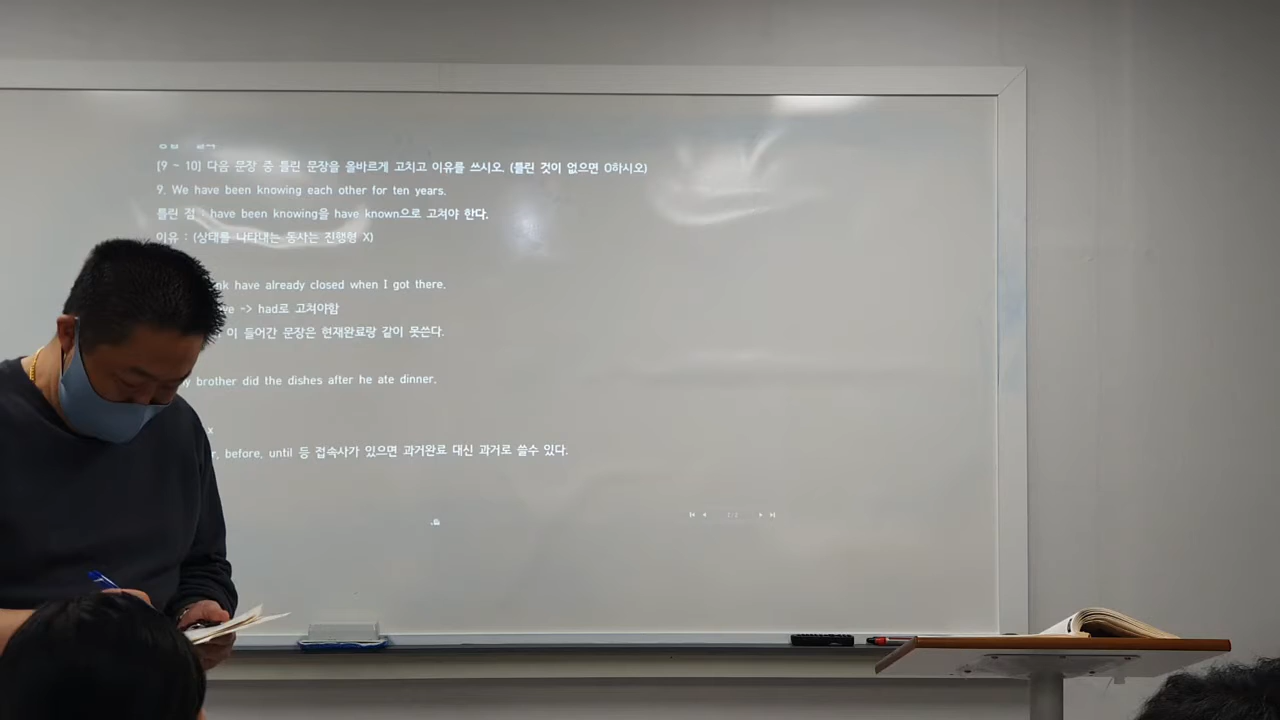 [9 ~ 10] 다음 문장 중 틀린 문장을 올바르게 고치고 이유를 쓰시오. (틀린 것이 없으면 O하시오)
9. We have been knowing each other for ten years.
틀린 점 : have been knowing을 have known으로 고쳐야 한다.
이유 : (상태를 나타내는 동사는 진행형 X)
have already closed when I got there.
-> had로 고쳐야함
이 들어간 문장은 현재완료랑 같이 못쓴다.
brother did the dishes after he ate dinner.
x
before, until 등 접속사가 있으면 과거완료 대신 과거로 쓸수 있다.